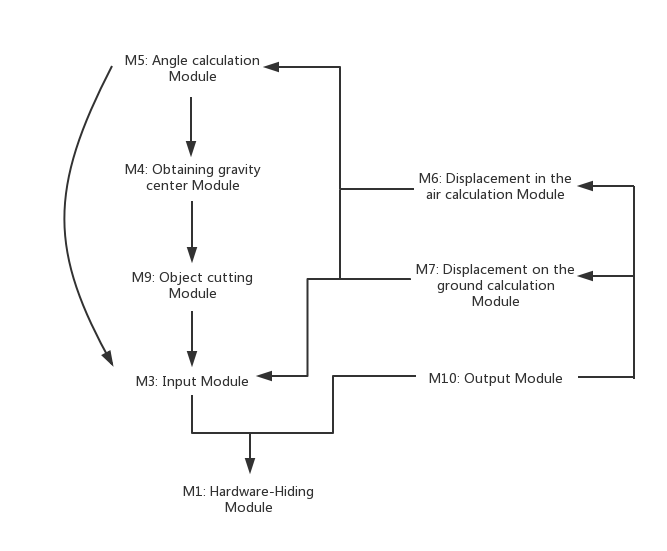 M5: Angle calculation
Module
M4: Obtaining gravity
center Module
M6: Displacement in the
air calculation Module
M9: Object cutting
Module
M7: Displacement on the
ground calculation
Module
M3: Input Module
M10: Output Module
M1: Hardware-Hiding
Module